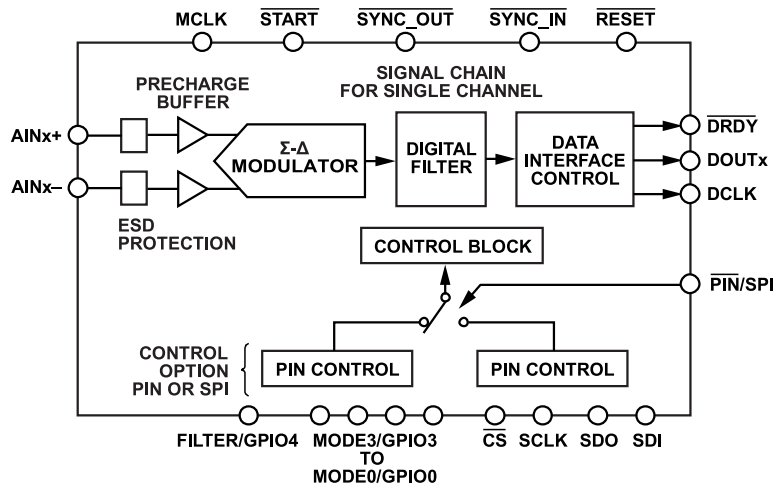 MCLK
START
SYNC_OUT
SYNC_IN
RESET
PRECHARGE
BUFFER
SIGNAL CHAIN
FOR SINGLE CHANNEL
AINx+
AINx–
Σ-Δ
MODULATOR
DIGITAL
FILTER
DATA
INTERFACE
CONTROL
DRDY
DOUTx
DCLK
ESD
PROTECTION
CONTROL BLOCK
PIN/SPI
CONTROL
OPTION
PIN OR SPI
PIN CONTROL
PIN CONTROL
FILTER/GPIO4
MODE3/GPIO3
TO
MODE0/GPIO0
CS
SCLK
SDO
SDI